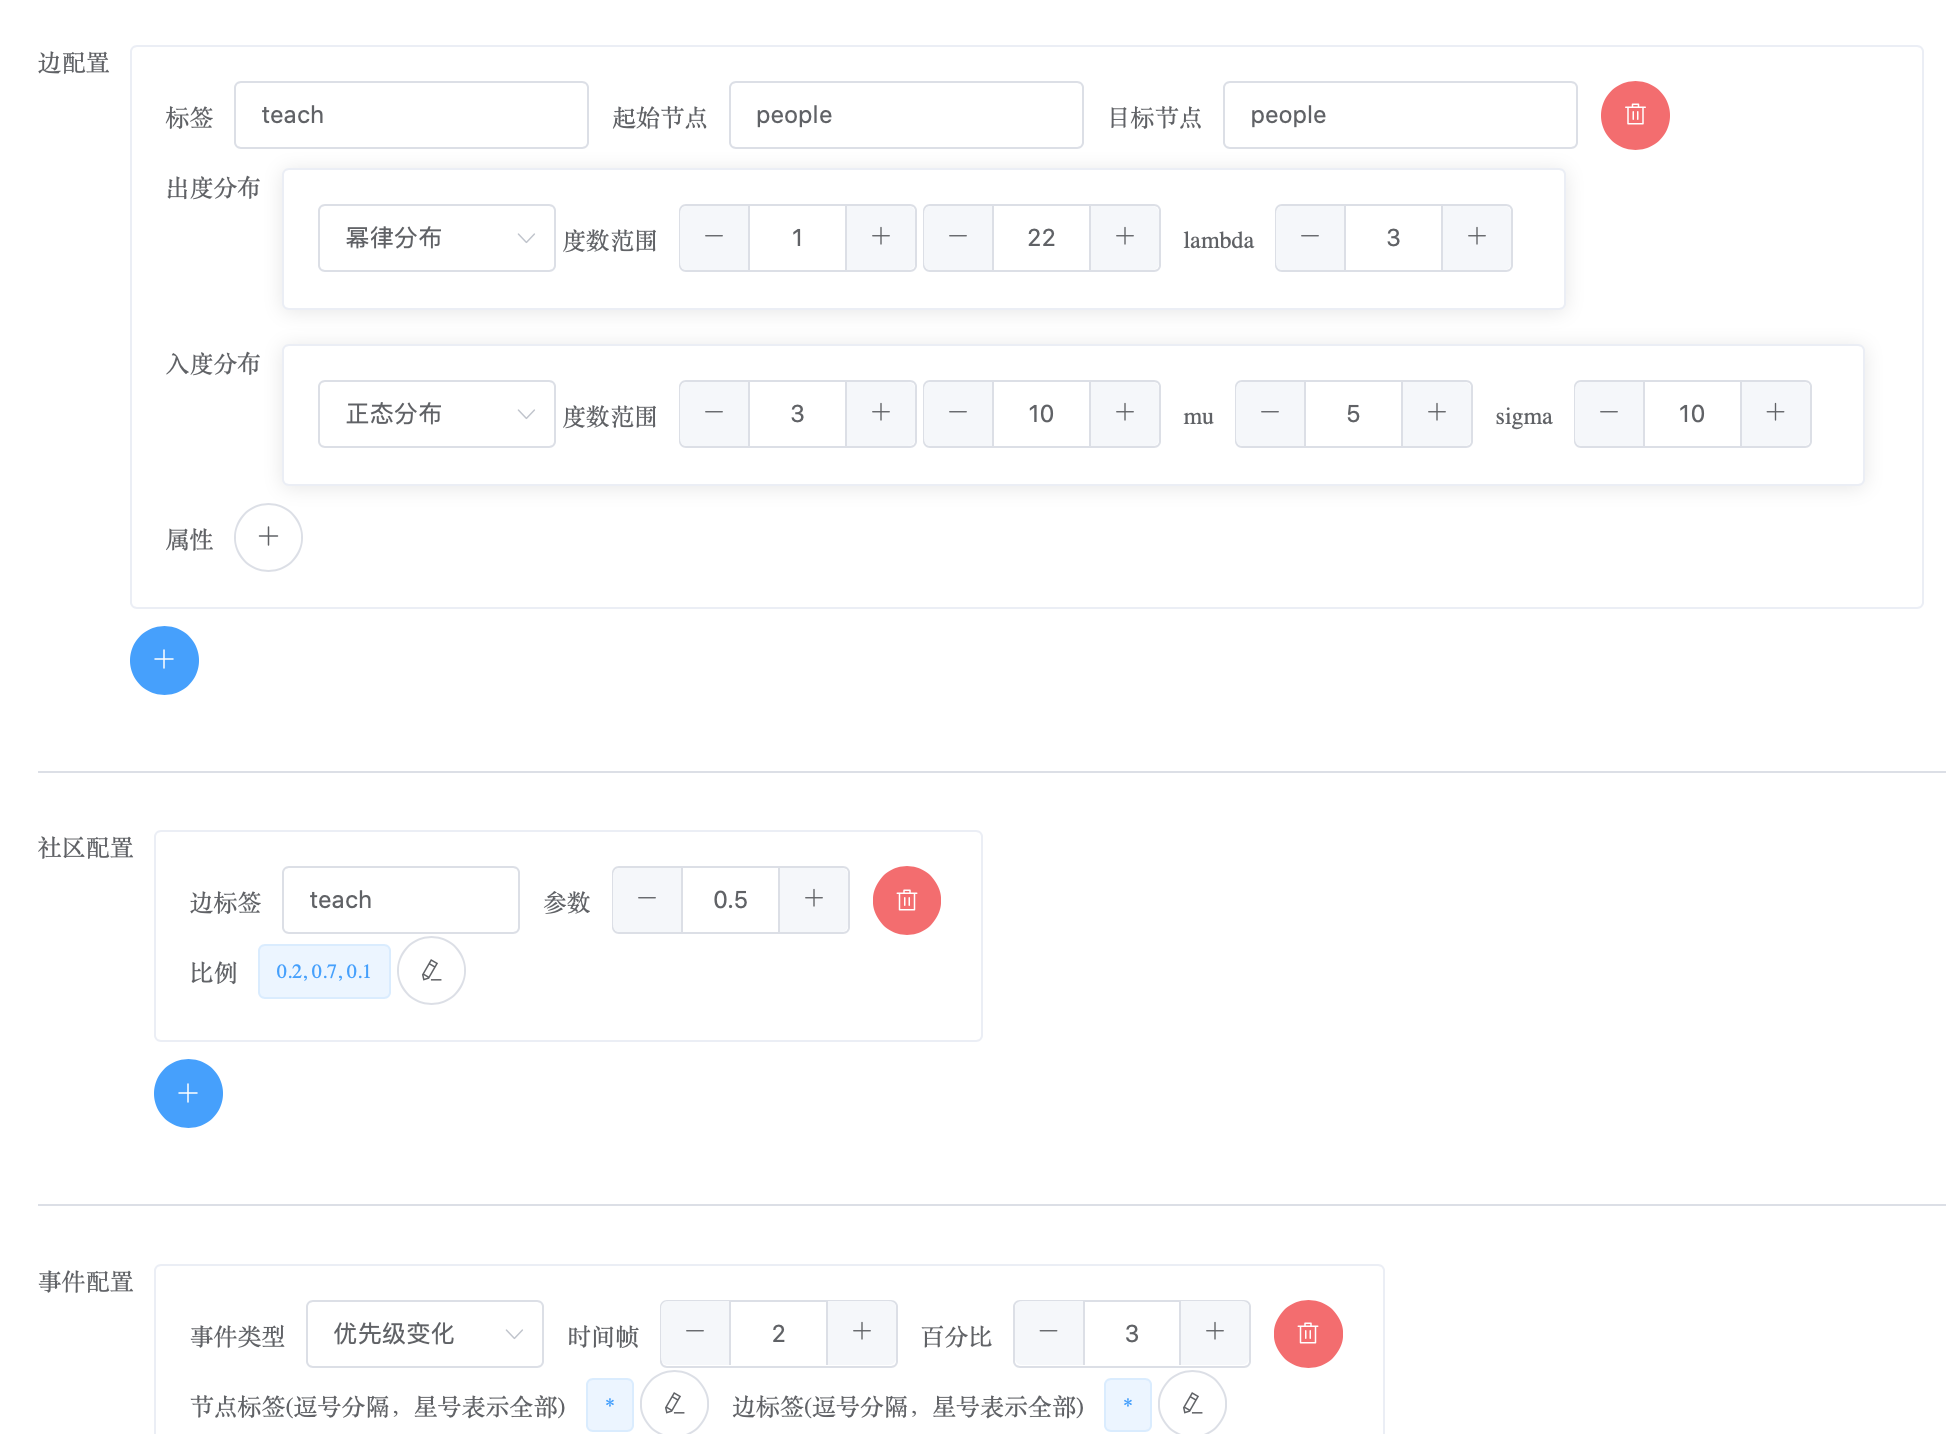 边配置
标签 teach 起始节点 people 目标节点 people
出度分布 幂律分布 度数范围 1 22 lambda 3
入度分布 正态分布 度数范围 3 10 mu 5 sigma 10
属性
社区配置
边标签 teach 参数 0.5
比例 0.2, 0.7, 0.1
事件配置
事件类型 优先级变化 时间帧 2 百分比 3
节点标签(逗号分隔，星号表示全部) * 边标签(逗号分隔，星号表示全部) *